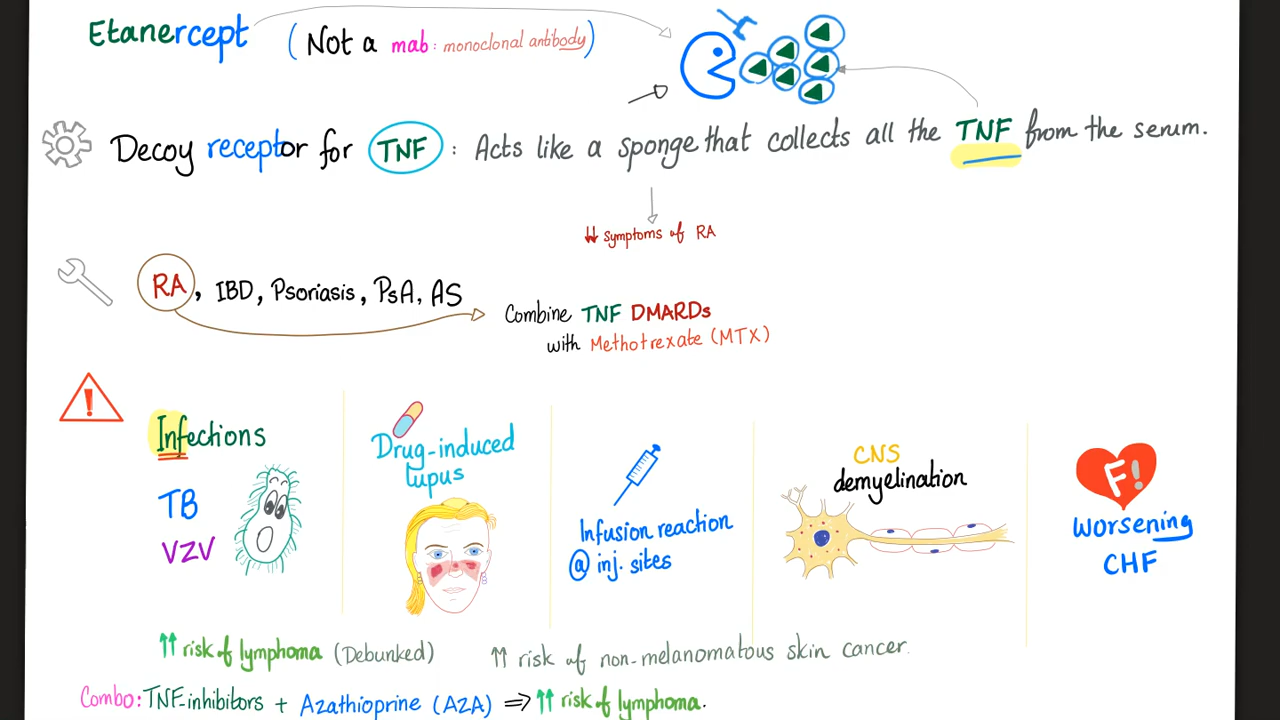 Etanercept (Not a mab: monoclonal antibody)
Decoy receptor for TNF : Acts like a sponge that collects all the TNF from the serum.
↓↓ symptoms of RA
RA, IBD, Psoriasis, PsA, AS
Combine TNF DMARDs
with Methotrexate (MTX)
!
Infections
TB
VZV
Drug-induced
lupus
Infusion reaction
@ inj. sites
CNS
demyelination
F!
worsening
CHF
↑↑ risk of lymphoma (Debunked)
↑↑ risk of non-melanomatous skin cancer.
Combo: TNF-inhibitors + Azathioprine (AZA) ⇒ ↑↑ risk of lymphoma.